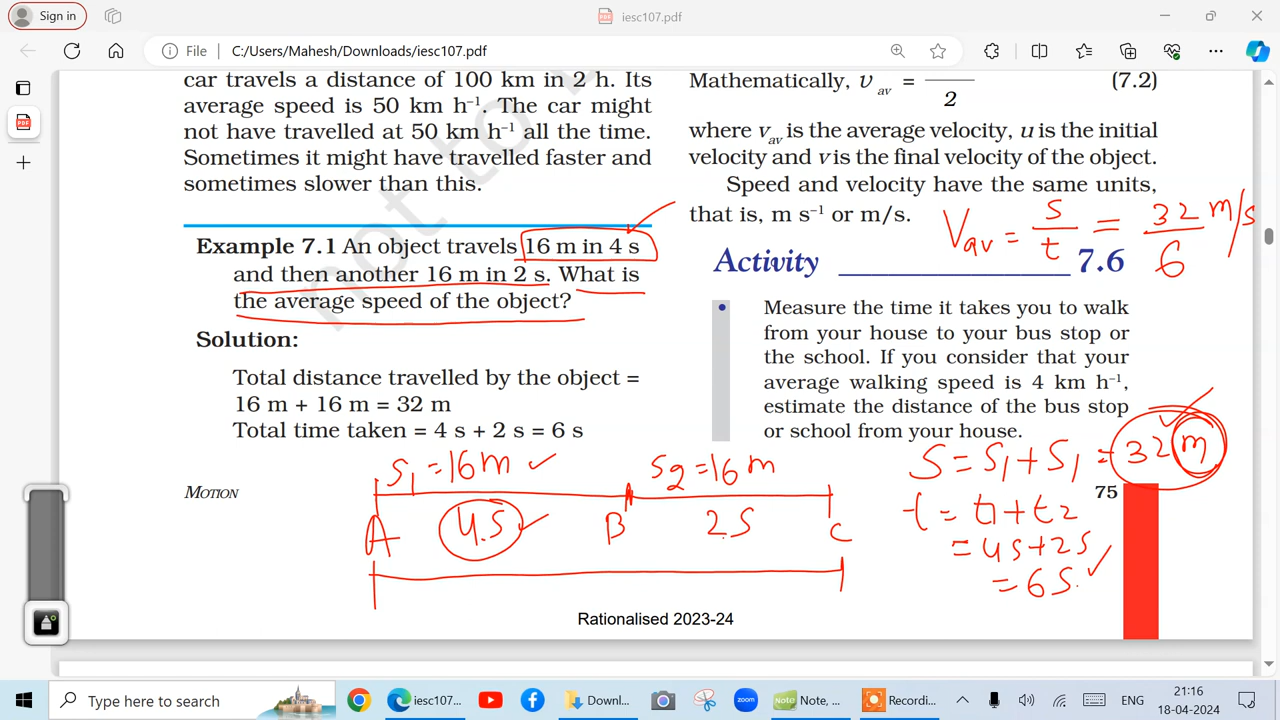 Sign in
iesc107.pdf
File C:/Users/Mahesh/Downloads/iesc107.pdf
car travels a distance of 100 km in 2 h. Its
average speed is 50 km h⁻¹. The car might
not have travelled at 50 km h⁻¹ all the time.
Sometimes it might have travelled faster and
sometimes slower than this.
Example 7.1 An object travels 16 m in 4 s
and then another 16 m in 2 s. What is
the average speed of the object?
Solution:
Total distance travelled by the object =
16 m + 16 m = 32 m
Total time taken = 4 s + 2 s = 6 s
S₁ = 16 m
S₂ = 16 m
4.S
2.S
A
B
C
MOTION
not to
Mathematically, v av = 2 (7.2)
where vav is the average velocity, u is the initial
velocity and v is the final velocity of the object.
Speed and velocity have the same units,
that is, m s⁻¹ or m/s.
Vav = s/t = 32/6 m/s
Activity 7.6
• Measure the time it takes you to walk
from your house to your bus stop or
the school. If you consider that your
average walking speed is 4 km h⁻¹,
estimate the distance of the bus stop
or school from your house.
S = S₁ + S₁ = 32 m
t = t₁ + t₂
= 4S + 2S
= 6S.
75
Rationalised 2023-24
Type here to search
iesc107.pdf
Downl...
zoom
Note
Note, ...
Recordi...
ENG
21:16
18-04-2024